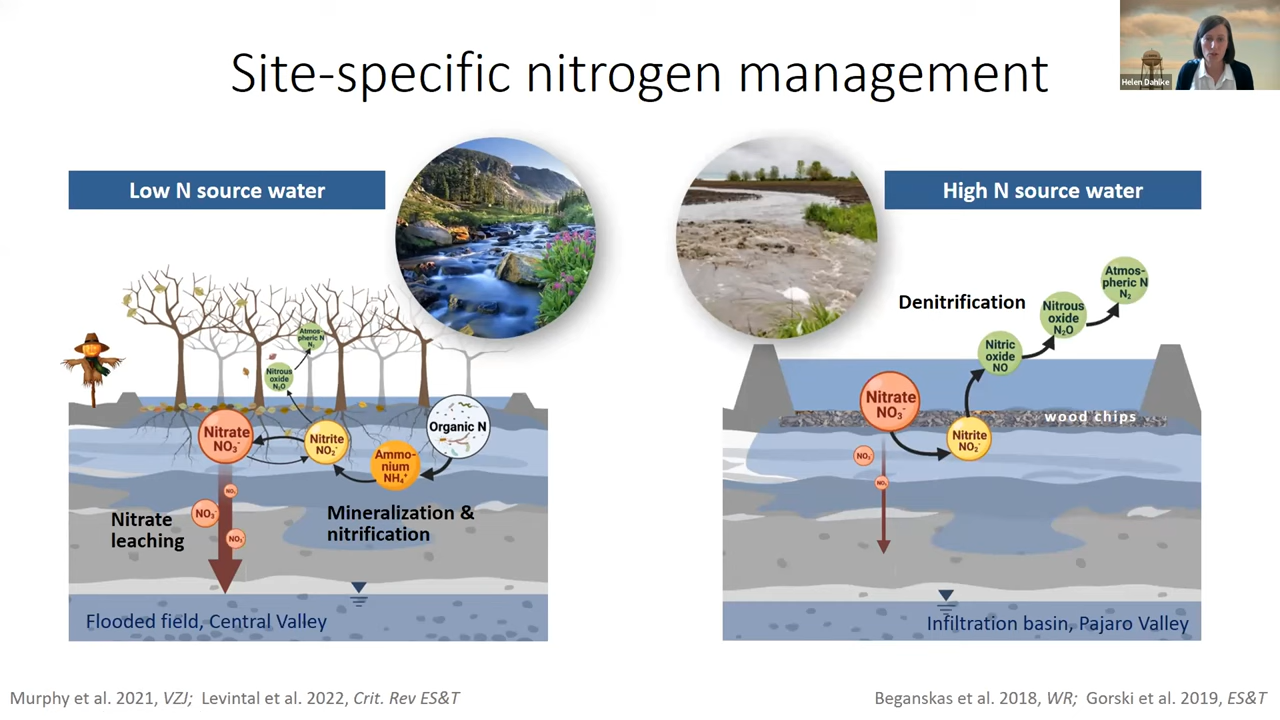 Site-specific nitrogen management
Helen Dahlke
Low N source water
High N source water
Atmos-
pheric N
N₂
Nitrous
oxide
N₂O
Nitrate
NO₃⁻
Nitrite
NO₂⁻
Ammo-
nium
NH₄⁺
Organic N
NO₃
NO₃⁻
NO₃
Nitrate
leaching
Mineralization &
nitrification
Flooded field, Central Valley
Denitrification
Atmos-
pheric N
N₂
Nitrous
oxide
N₂O
Nitric
oxide
NO
Nitrate
NO₃⁻
wood chips
Nitrite
NO₂⁻
NO₃
NO₃
Infiltration basin, Pajaro Valley
Murphy et al. 2021, VZJ; Levintal et al. 2022, Crit. Rev ES&T
Beganskas et al. 2018, WR; Gorski et al. 2019, ES&T